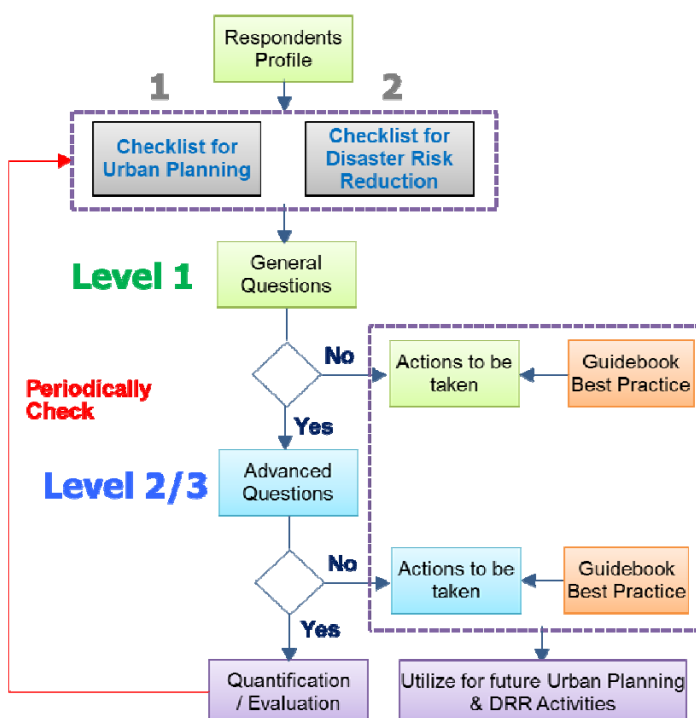 Respondents
Profile
1
2
Checklist for
Urban Planning
Checklist for
Disaster Risk
Reduction
Level 1
General
Questions
No
Actions to be
taken
Guidebook
Best Practice
Periodically
Check
Yes
Level 2/3
Advanced
Questions
No
Actions to be
taken
Guidebook
Best Practice
Yes
Quantification
/ Evaluation
Utilize for future Urban Planning
& DRR Activities